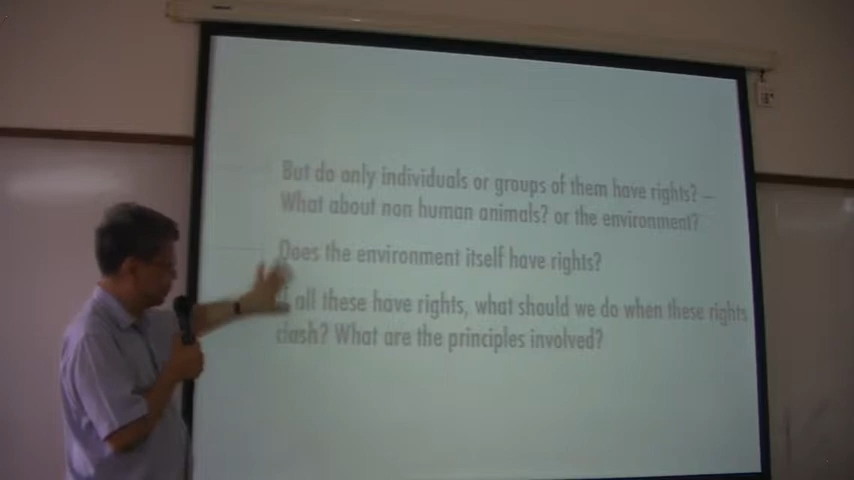 But do only individuals or groups of them have rights? –
What about non human animals? or the environment?
Does the environment itself have rights?
all these have rights, what should we do when these rights
clash? What are the principles involved?